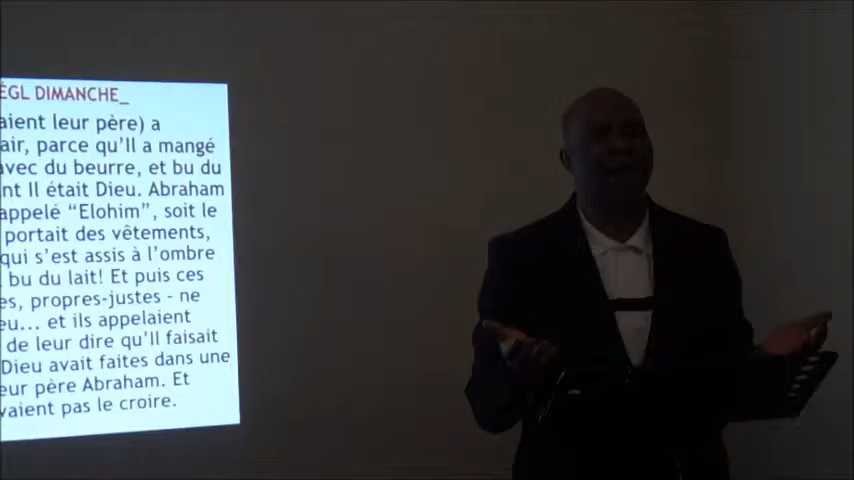 ÉGL DIMANCHE_
aient leur père) a
air, parce qu'Il a mangé
avec du beurre, et bu du
nt Il était Dieu. Abraham
appelé “Elohim”, soit le
portait des vêtements,
qui s'est assis à l'ombre
bu du lait! Et puis ces
es, propres-justes - ne
eu... et ils appelaient
de leur dire qu'Il faisait
Dieu avait faites dans une
eur père Abraham. Et
vaient pas le croire.